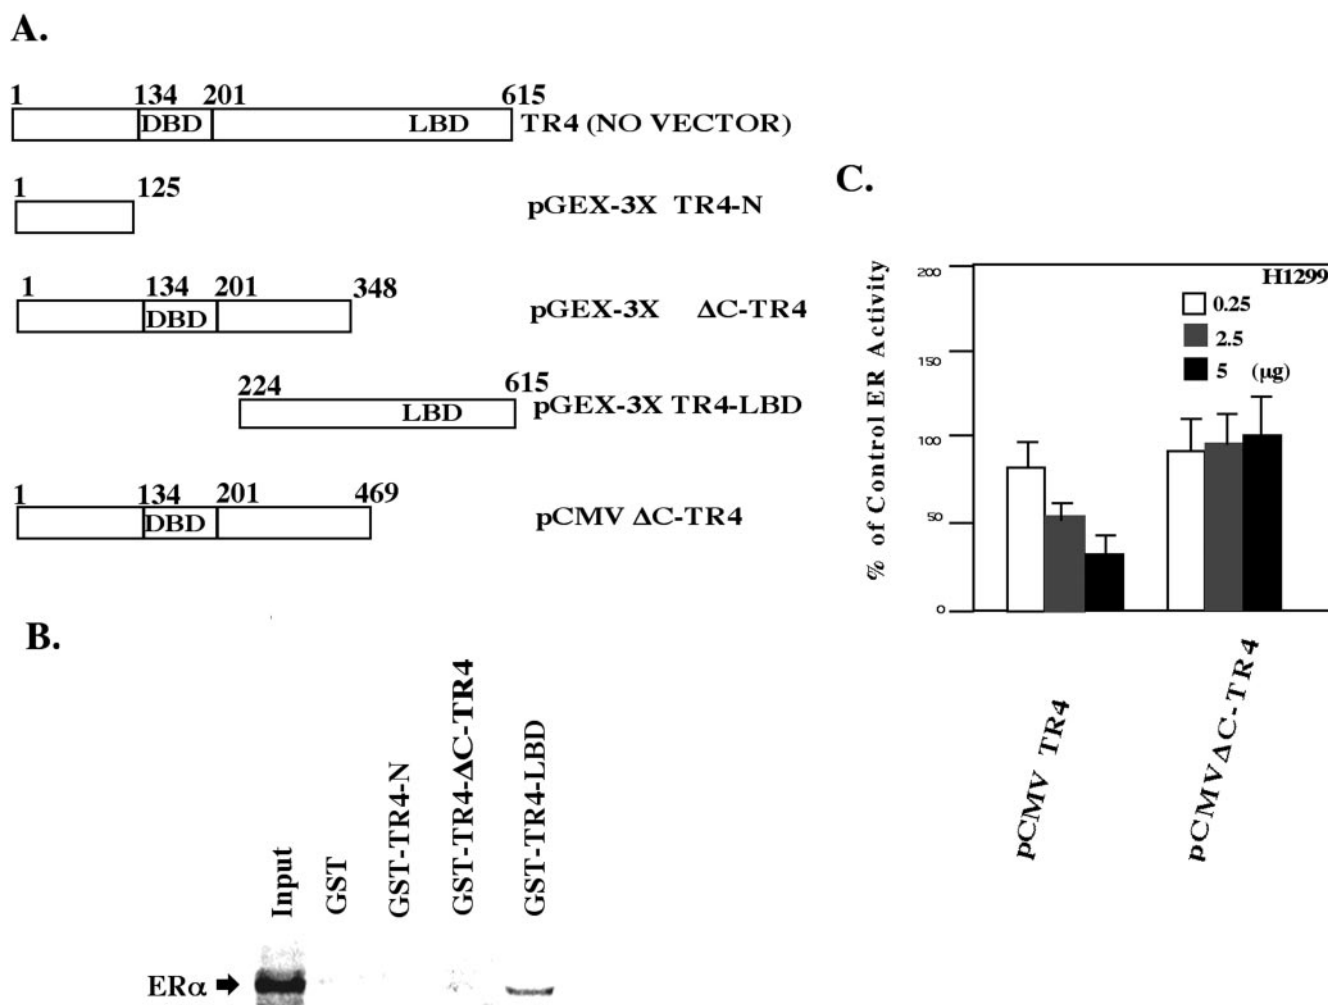 A.
1 134 201 615
DBD LBD TR4 (NO VECTOR)
1 125
pGEX-3X TR4-N
1 134 201 348
DBD pGEX-3X ΔC-TR4
224 615
LBD pGEX-3X TR4-LBD
1 134 201 469
DBD pCMV ΔC-TR4
B.
Input
GST
GST-TR4-N
GST-TR4-ΔC-TR4
GST-TR4-LBD
ERα
C.
% of Control ER Activity
200
150
100
50
0
H1299
0.25
2.5
5 (μg)
pCMV TR4
pCMVΔC-TR4